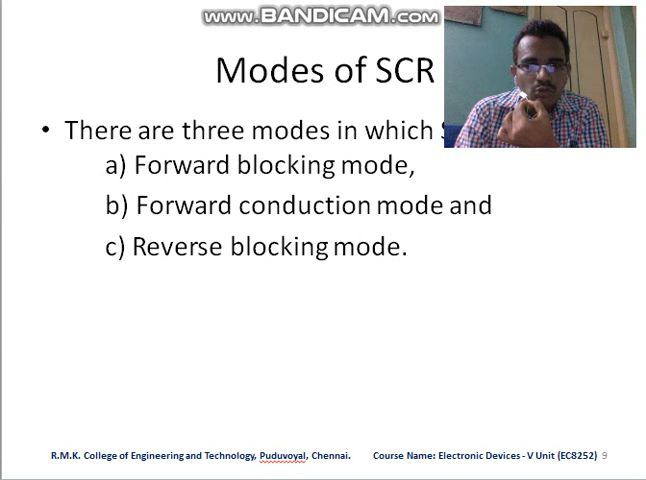 www.BANDICAM.com
Modes of SCR
• There are three modes in which
a) Forward blocking mode,
b) Forward conduction mode and
c) Reverse blocking mode.
R.M.K. College of Engineering and Technology, Puduvoyal, Chennai. Course Name: Electronic Devices - V Unit (EC8252) 9